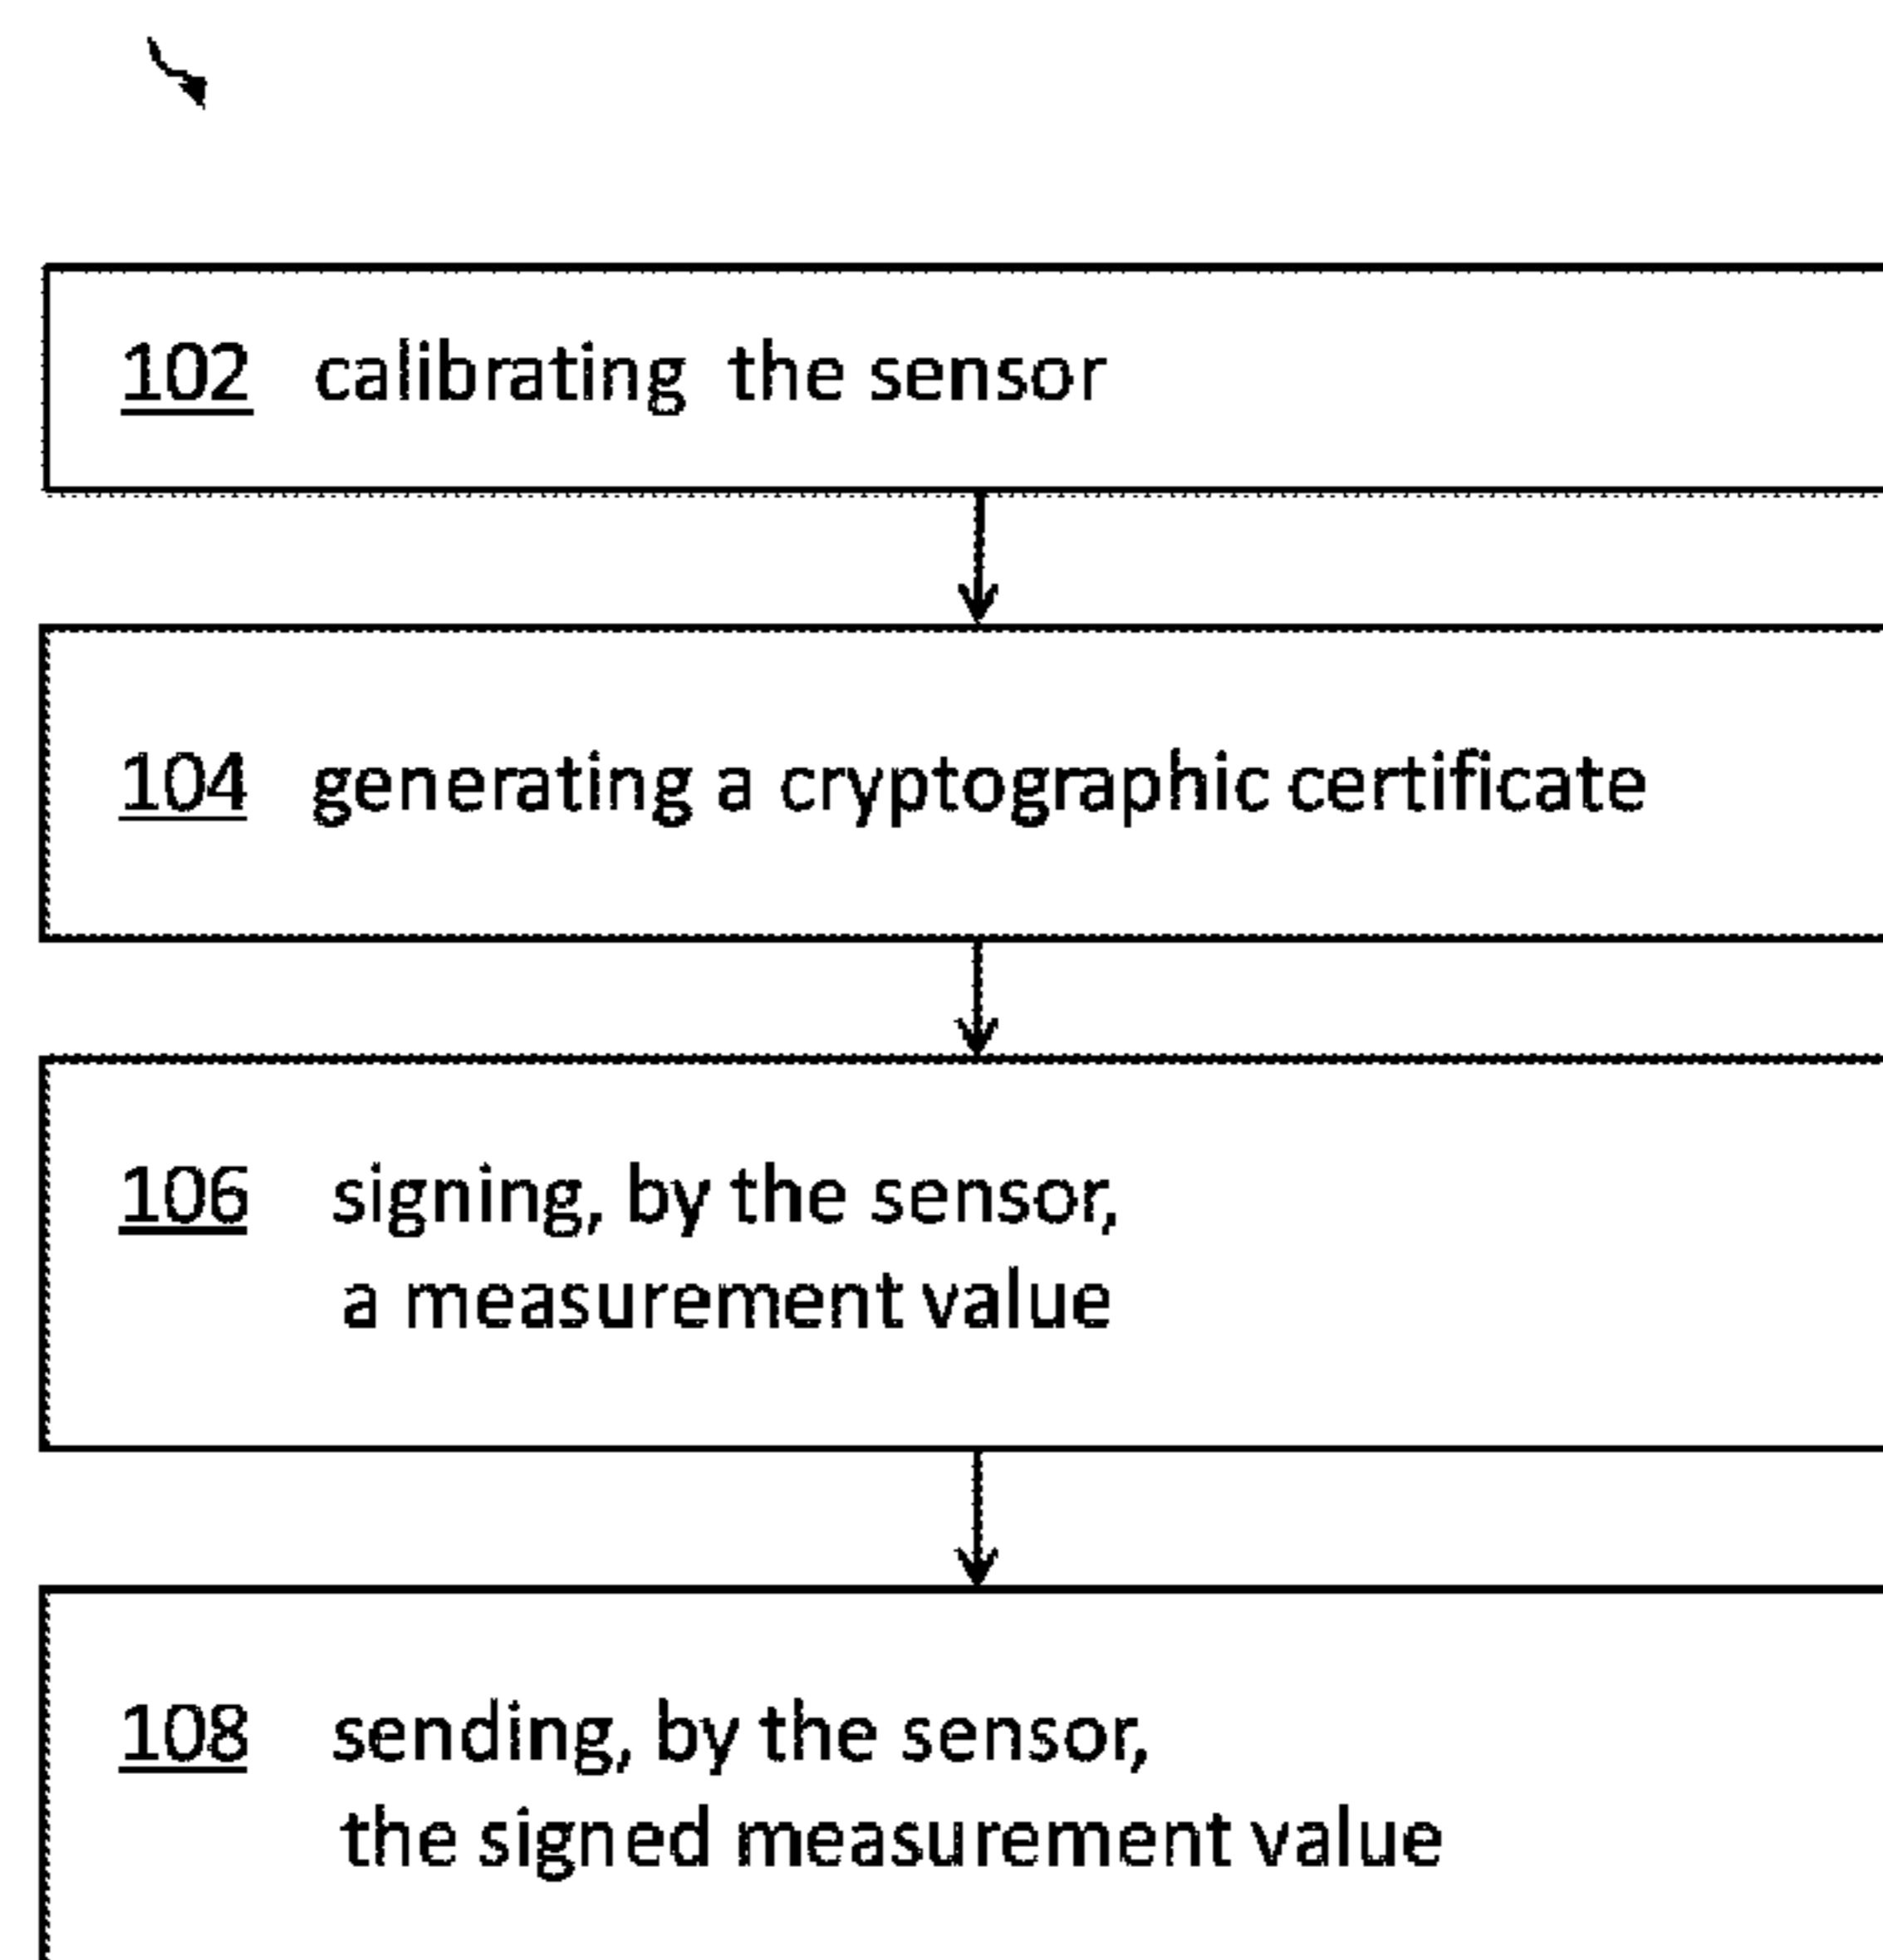 102 calibrating the sensor
104 generating a cryptographic certificate
106 signing, by the sensor,
a measurement value
108 sending, by the sensor,
the signed measurement value